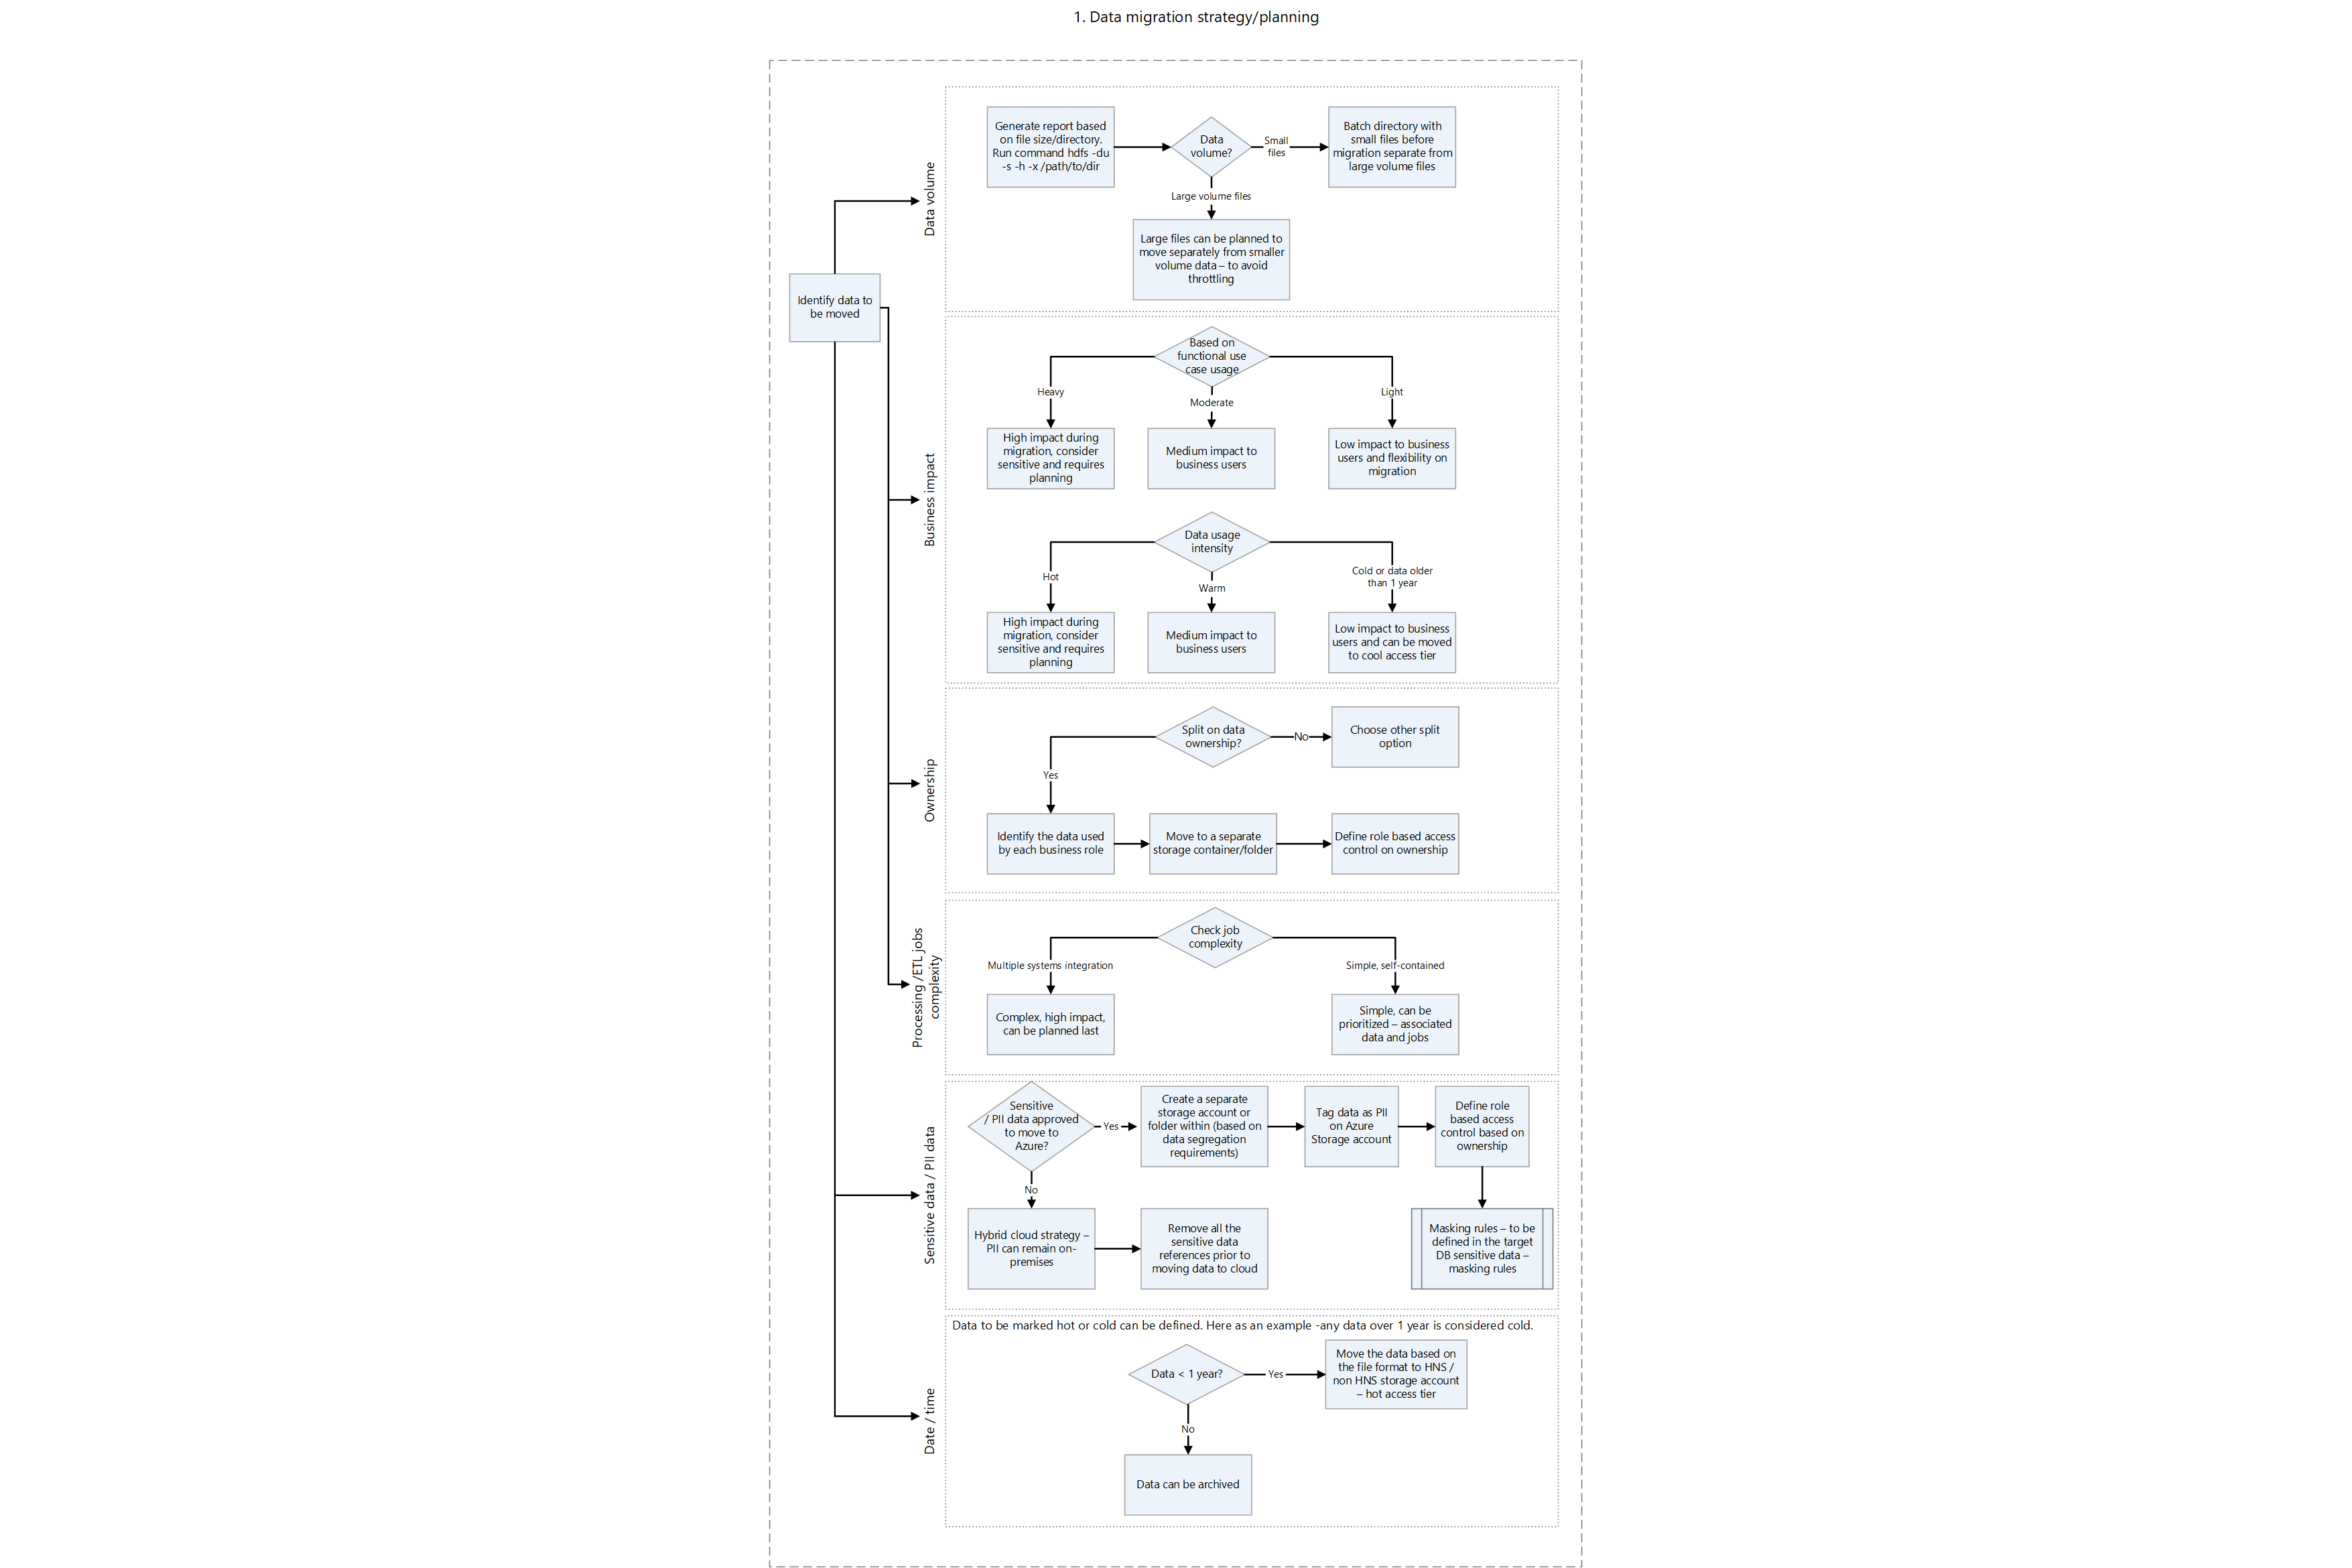 1. Data migration strategy/planning
Data volume
Generate report based
on file size/directory.
Run command hdfs -du
-s -h -x /path/to/dir
Data
volume?
Small
files
Batch directory with
small files before
migration separate from
large volume files
Large volume files
Large files can be planned to
move separately from smaller
volume data – to avoid
throttling
Identify data to
be moved
Business impact
Based on
functional use
case usage
Heavy
Moderate
Light
High impact during
migration, consider
sensitive and requires
planning
Medium impact to
business users
Low impact to business
users and flexibility on
migration
Data usage
intensity
Hot
Warm
Cold or data older
than 1 year
High impact during
migration, consider
sensitive and requires
planning
Medium impact to
business users
Low impact to business
users and can be moved
to cool access tier
Ownership
Split on data
ownership?
No
Choose other split
option
Yes
Identify the data used
by each business role
Move to a separate
storage container/folder
Define role based access
control on ownership
Processing /ETL jobs
complexity
Check job
complexity
Multiple systems integration
Simple, self-contained
Complex, high impact,
can be planned last
Simple, can be
prioritized – associated
data and jobs
Sensitive data / PII data
Sensitive
/ PII data approved
to move to
Azure?
Yes
Create a separate
storage account or
folder within (based on
data segregation
requirements)
Tag data as PII
on Azure
Storage account
Define role
based access
control based on
ownership
No
Hybrid cloud strategy –
PII can remain on-
premises
Remove all the
sensitive data
references prior to
moving data to cloud
Masking rules – to be
defined in the target
DB sensitive data –
masking rules
Date / time
Data to be marked hot or cold can be defined. Here as an example -any data over 1 year is considered cold.
Data < 1 year?
Yes
Move the data based on
the file format to HNS /
non HNS storage account
– hot access tier
No
Data can be archived